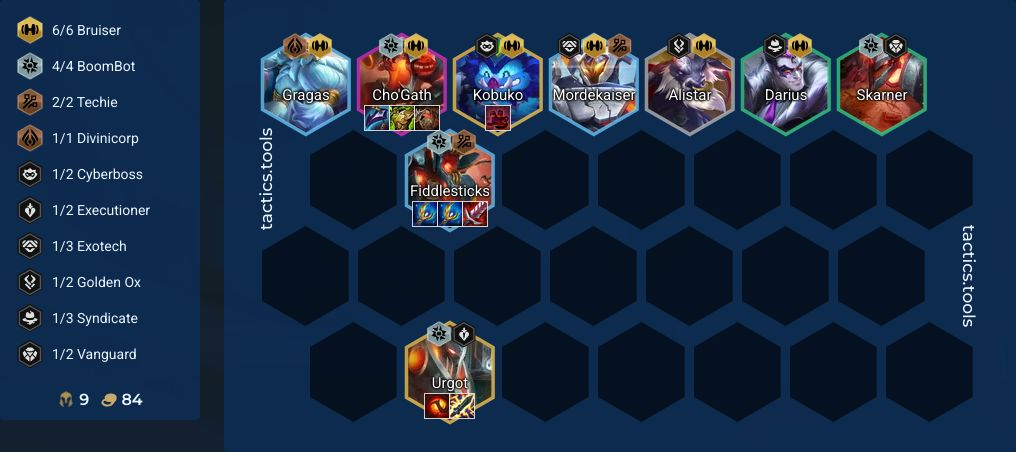 6/6 Bruiser
4/4 BoomBot
2/2 Techie
1/1 Divinicorp
1/2 Cyberboss
1/2 Executioner
1/3 Exotech
1/2 Golden Ox
1/3 Syndicate
1/2 Vanguard
9 84
Gragas
Cho'Gath
Kobuko
Mordekaiser
Alistar
Darius
Skarner
Fiddlesticks
Urgot
tactics.tools
tactics.tools